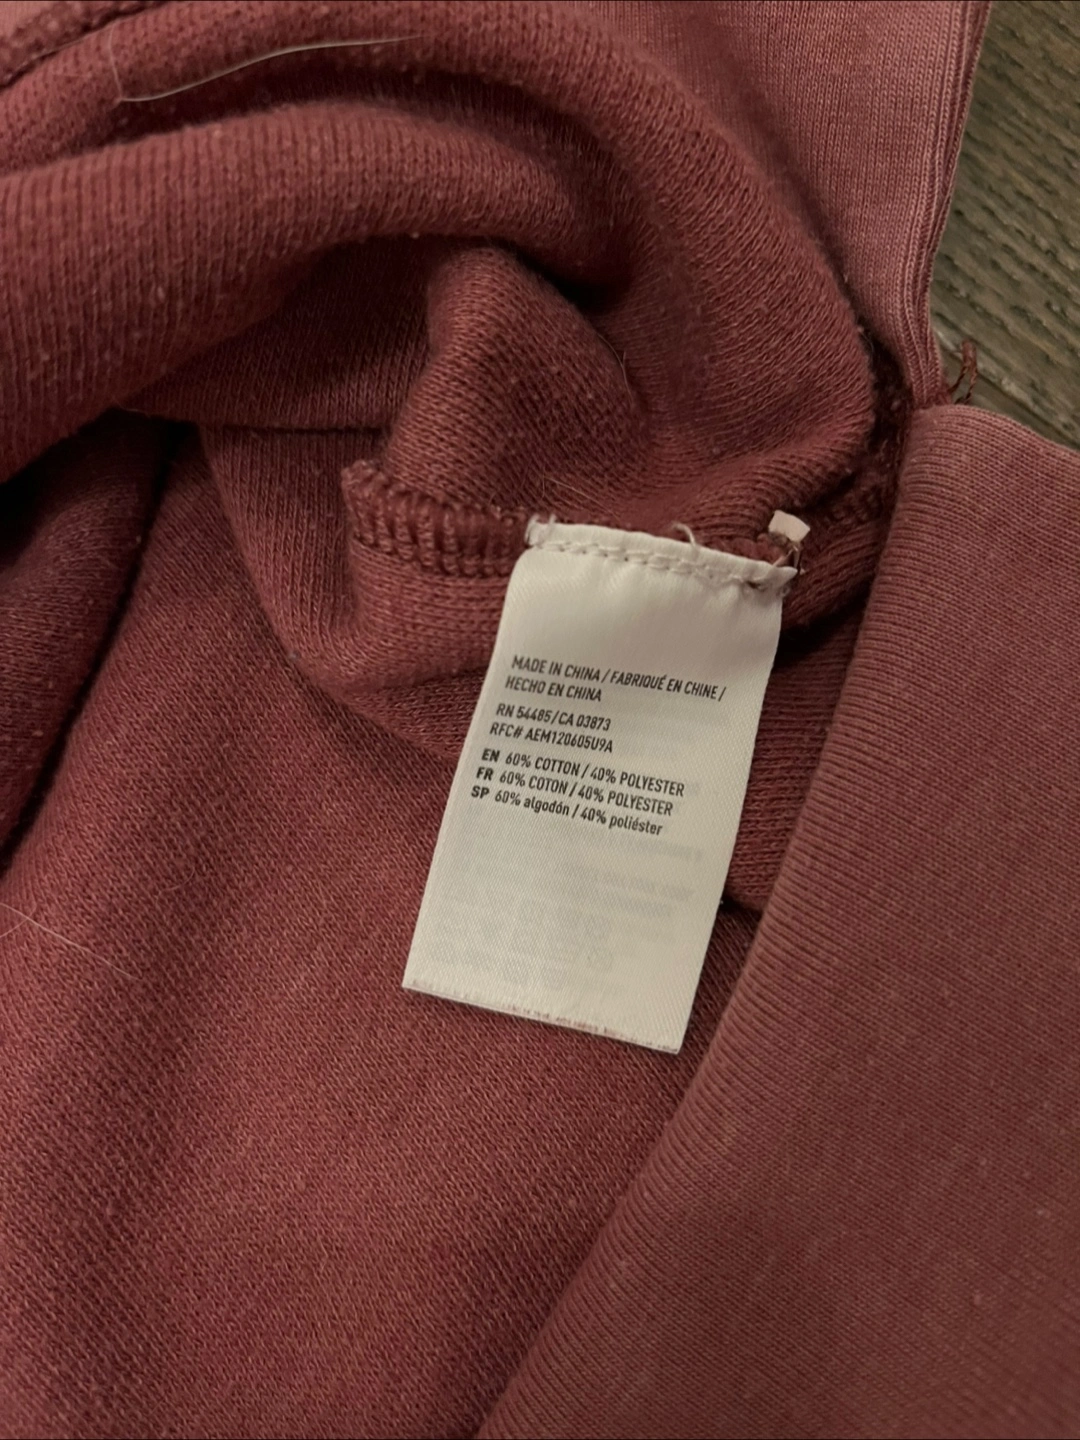 MADE IN CHINA / FABRIQUÉ EN CHINE /
HECHO EN CHINA
RN 54485/CA 03873
RFC# AEM120605U9A
EN 60% COTTON / 40% POLYESTER
FR 60% COTON / 40% POLYESTER
SP 60% algodón / 40% poliéster